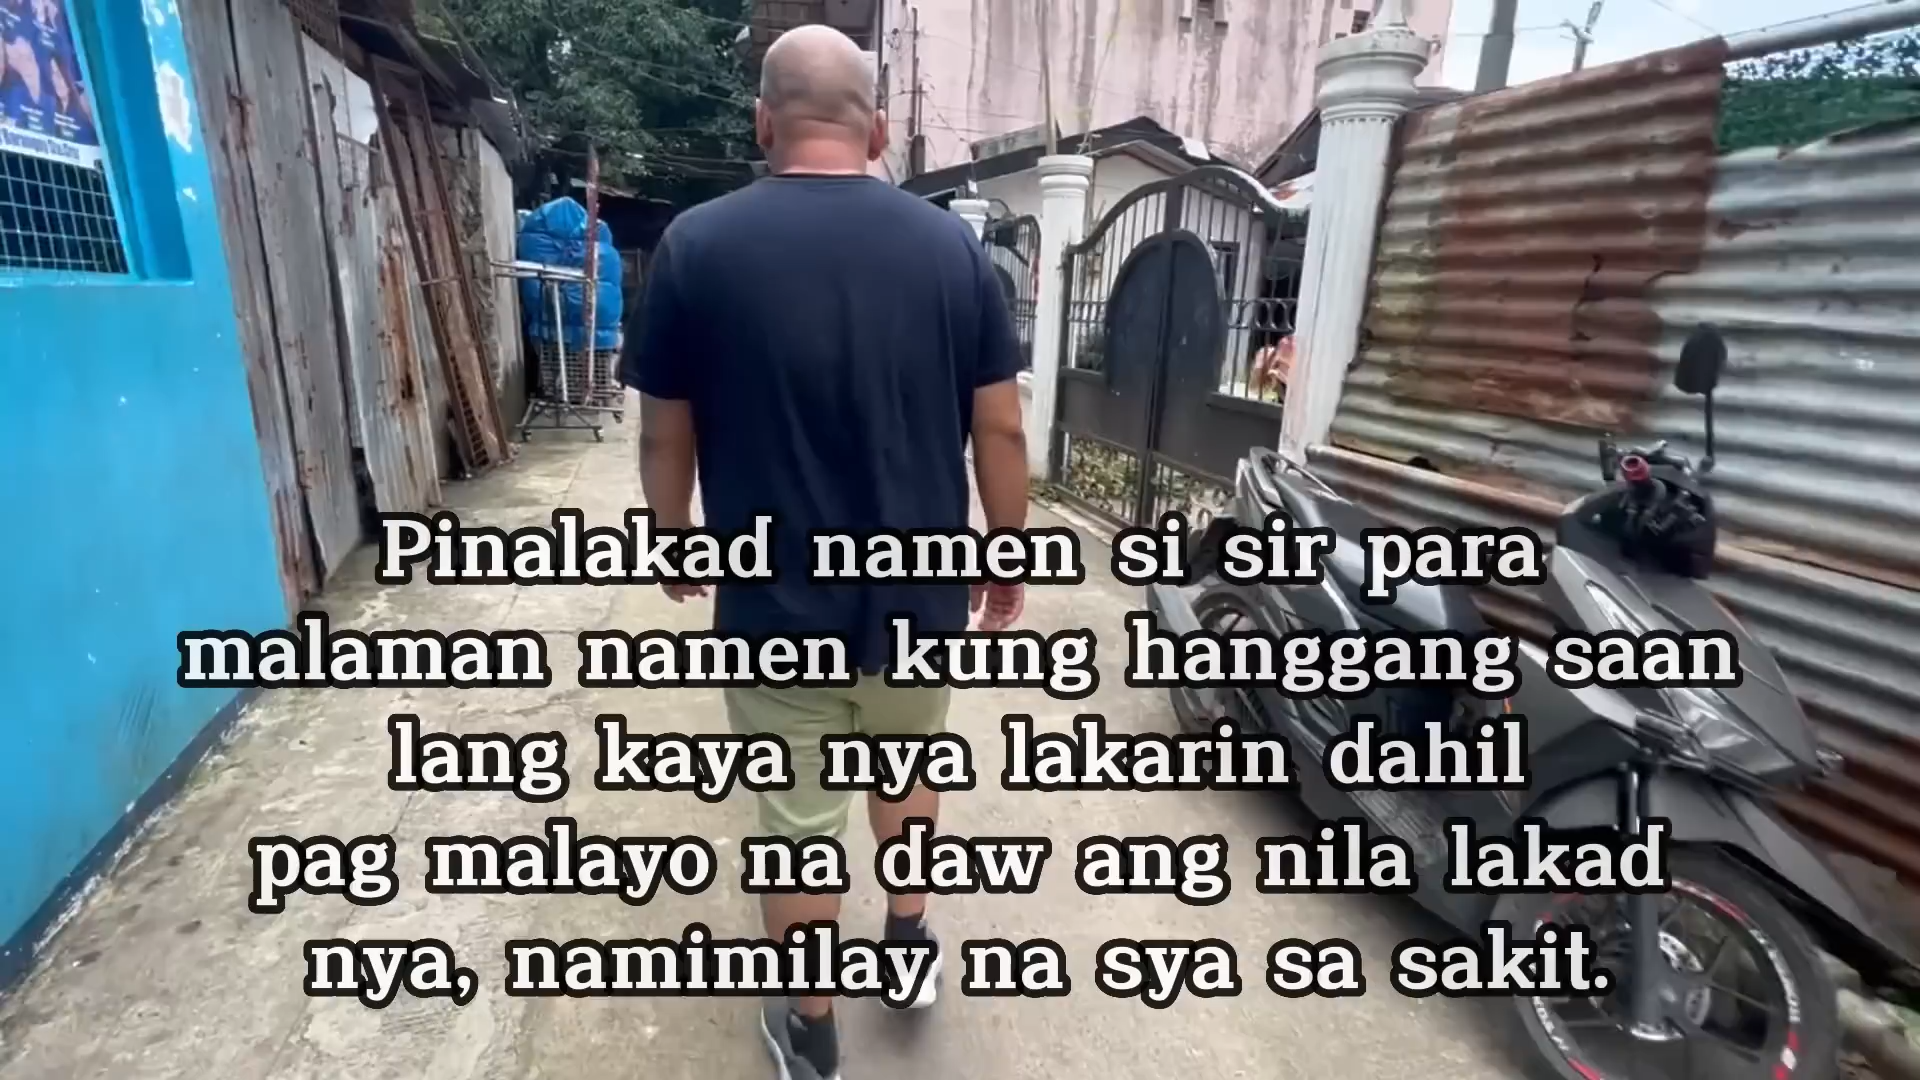 Pinalakad namen si sir para
malaman namen kung hanggang saan
lang kaya nya lakarin dahil
pag malayo na daw ang nila lakad
nya, namimilay na sya sa sakit.